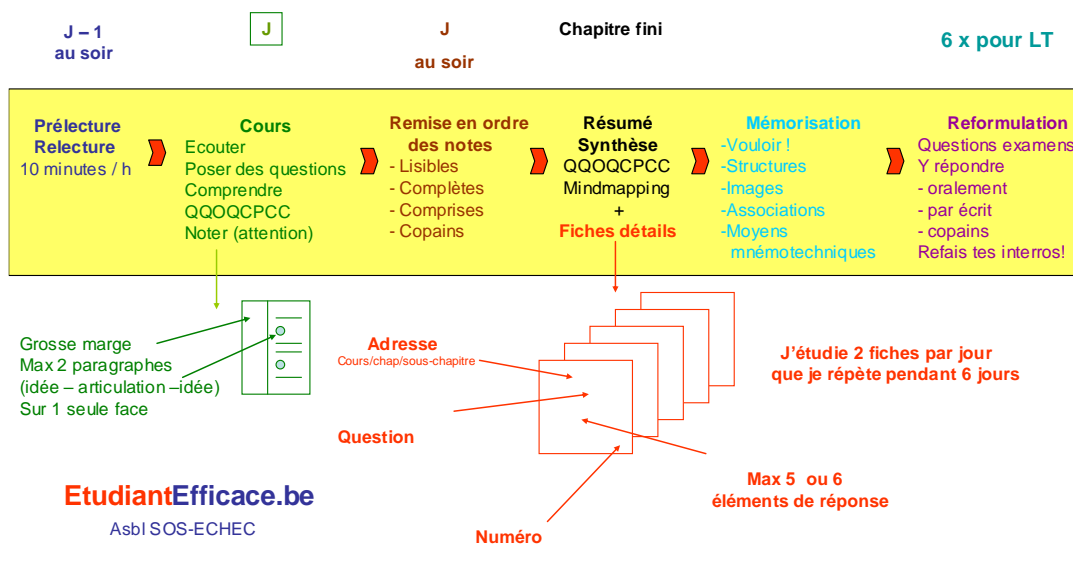 J – 1
au soir
J
J
au soir
Chapitre fini
6 x pour LT
Prélecture
Relecture
10 minutes / h
Cours
Ecouter
Poser des questions
Comprendre
QQOQCPCC
Noter (attention)
Remise en ordre
des notes
- Lisibles
- Complètes
- Comprises
- Copains
Résumé
Synthèse
QQOQCPCC
Mindmapping
+
Fiches détails
Mémorisation
-Vouloir !
-Structures
-Images
-Associations
-Moyens
mnémotechniques
Reformulation
Questions examens
Y répondre
- oralement
- par écrit
- copains
Refais tes interros!
Grosse marge
Max 2 paragraphes
(idée – articulation –idée)
Sur 1 seule face
Adresse
Cours/chap/sous-chapitre
Question
Numéro
Max 5 ou 6
éléments de réponse
J’étudie 2 fiches par jour
que je répète pendant 6 jours
EtudiantEfficace.be
Asbl SOS-ECHEC